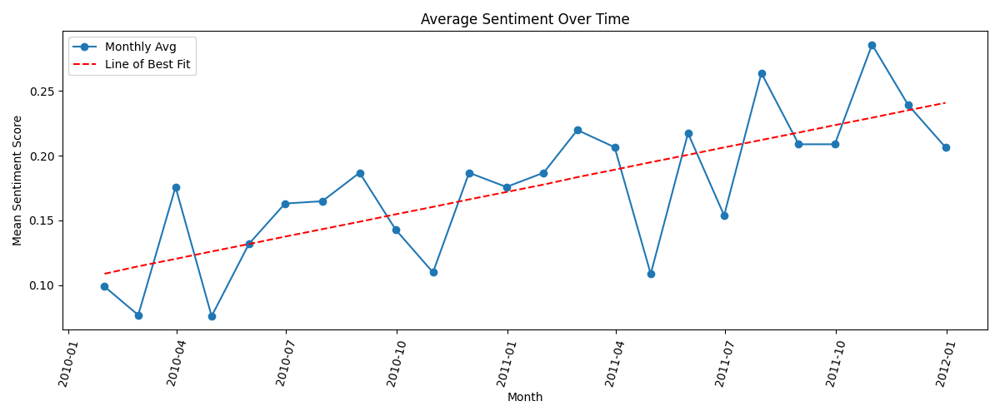 Average Sentiment Over Time
Monthly Avg
Line of Best Fit
Mean Sentiment Score
0.25
0.20
0.15
0.10
2010-01
2010-04
2010-07
2010-10
2011-01
2011-04
2011-07
2011-10
2012-01
Month